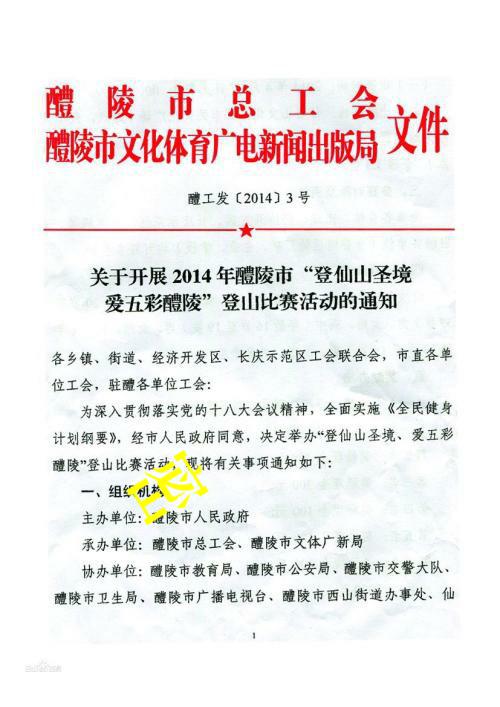 醴陵市总工会
醴陵市文化体育广电新闻出版局 文件
醴工发〔2014〕3号
关于开展2014年醴陵市“登仙山圣境
爱五彩醴陵”登山比赛活动的通知
各乡镇、街道、经济开发区、长庆示范区工会联合会，市直各单
位工会，驻醴各单位工会：
为深入贯彻落实党的十八大会议精神，全面实施《全民健身
计划纲要》，经市人民政府同意，决定举办“登仙山圣境、爱五彩
醴陵”登山比赛活动，现将有关事项通知如下：
密
一、组织机构
主办单位：醴陵市人民政府
承办单位：醴陵市总工会、醴陵市文体广新局
协办单位：醴陵市教育局、醴陵市公安局、醴陵市交警大队、
醴陵市卫生局、醴陵市广播电视台、醴陵市西山街道办事处、仙
1